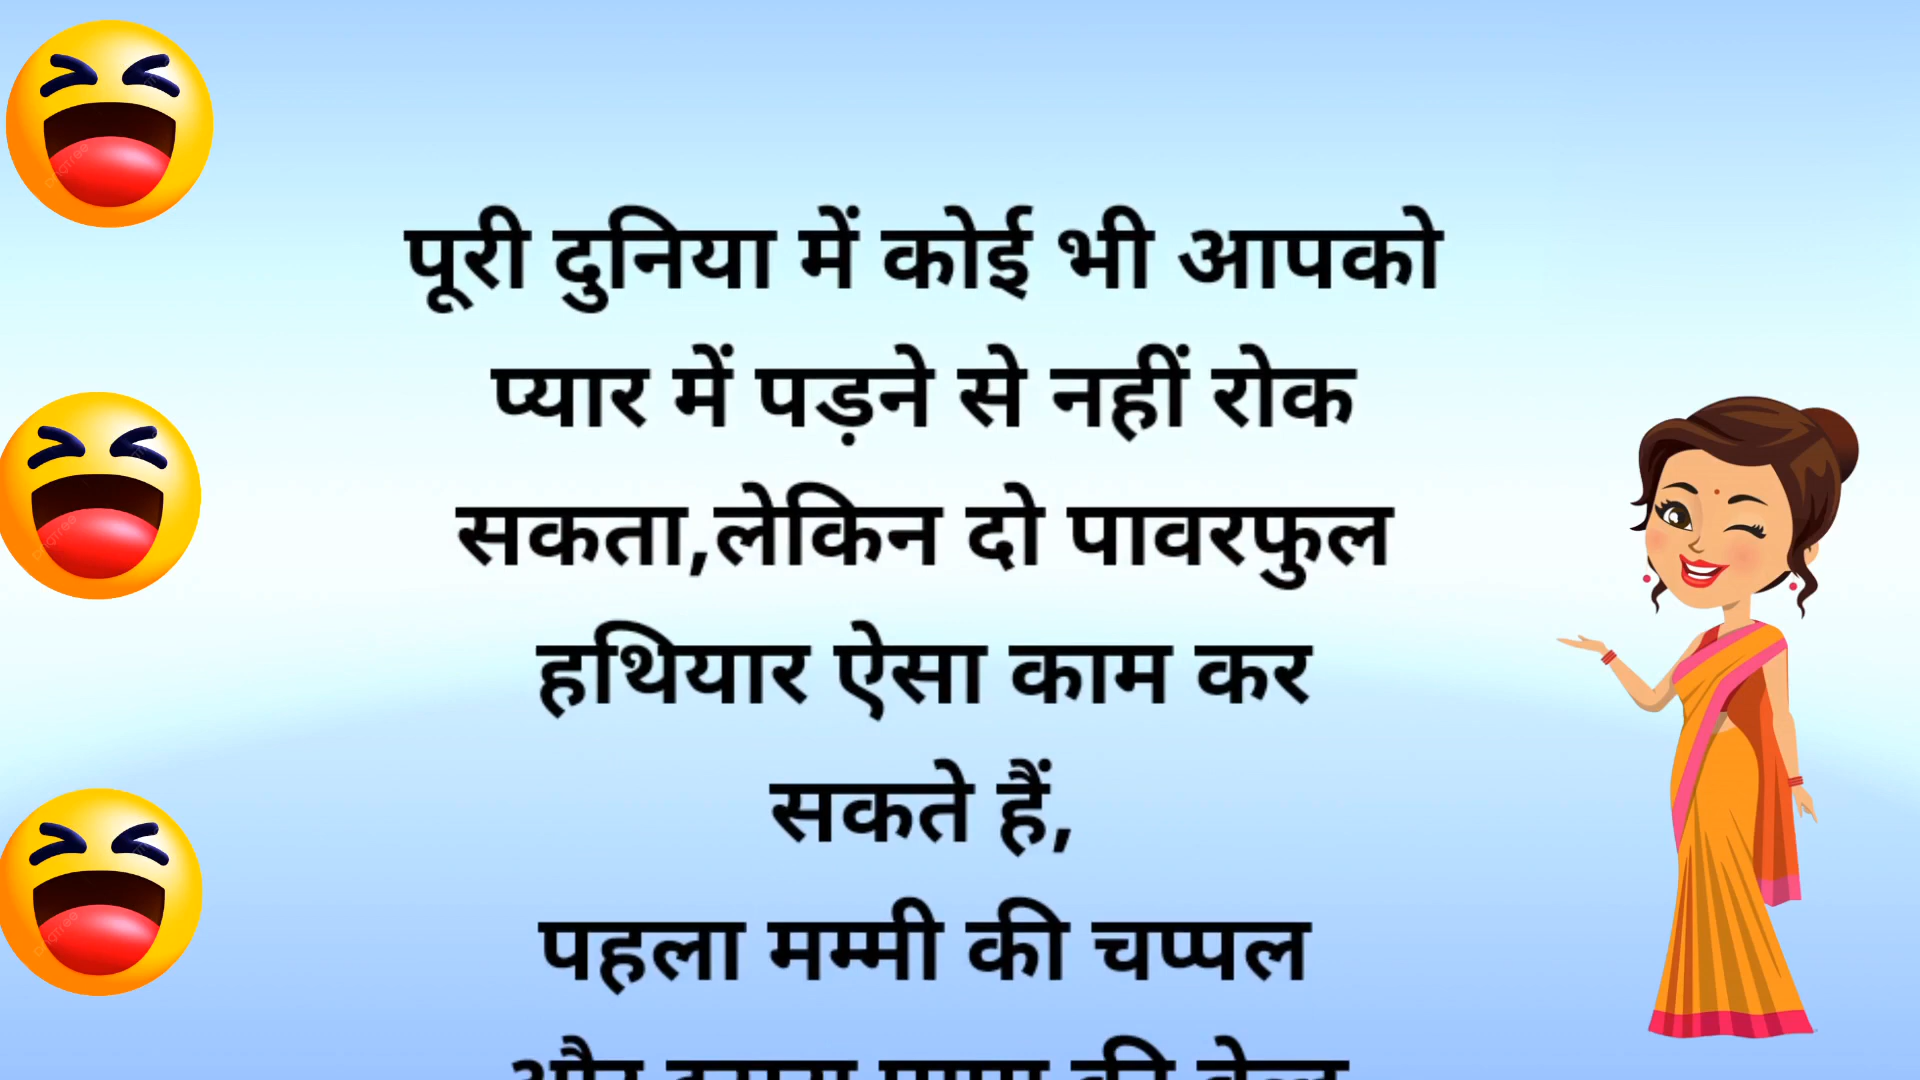 पूरी दुनिया में कोई भी आपको
प्यार में पड़ने से नहीं रोक
सकता,लेकिन दो पावरफुल
हथियार ऐसा काम कर
सकते हैं,
पहला मम्मी की चप्पल